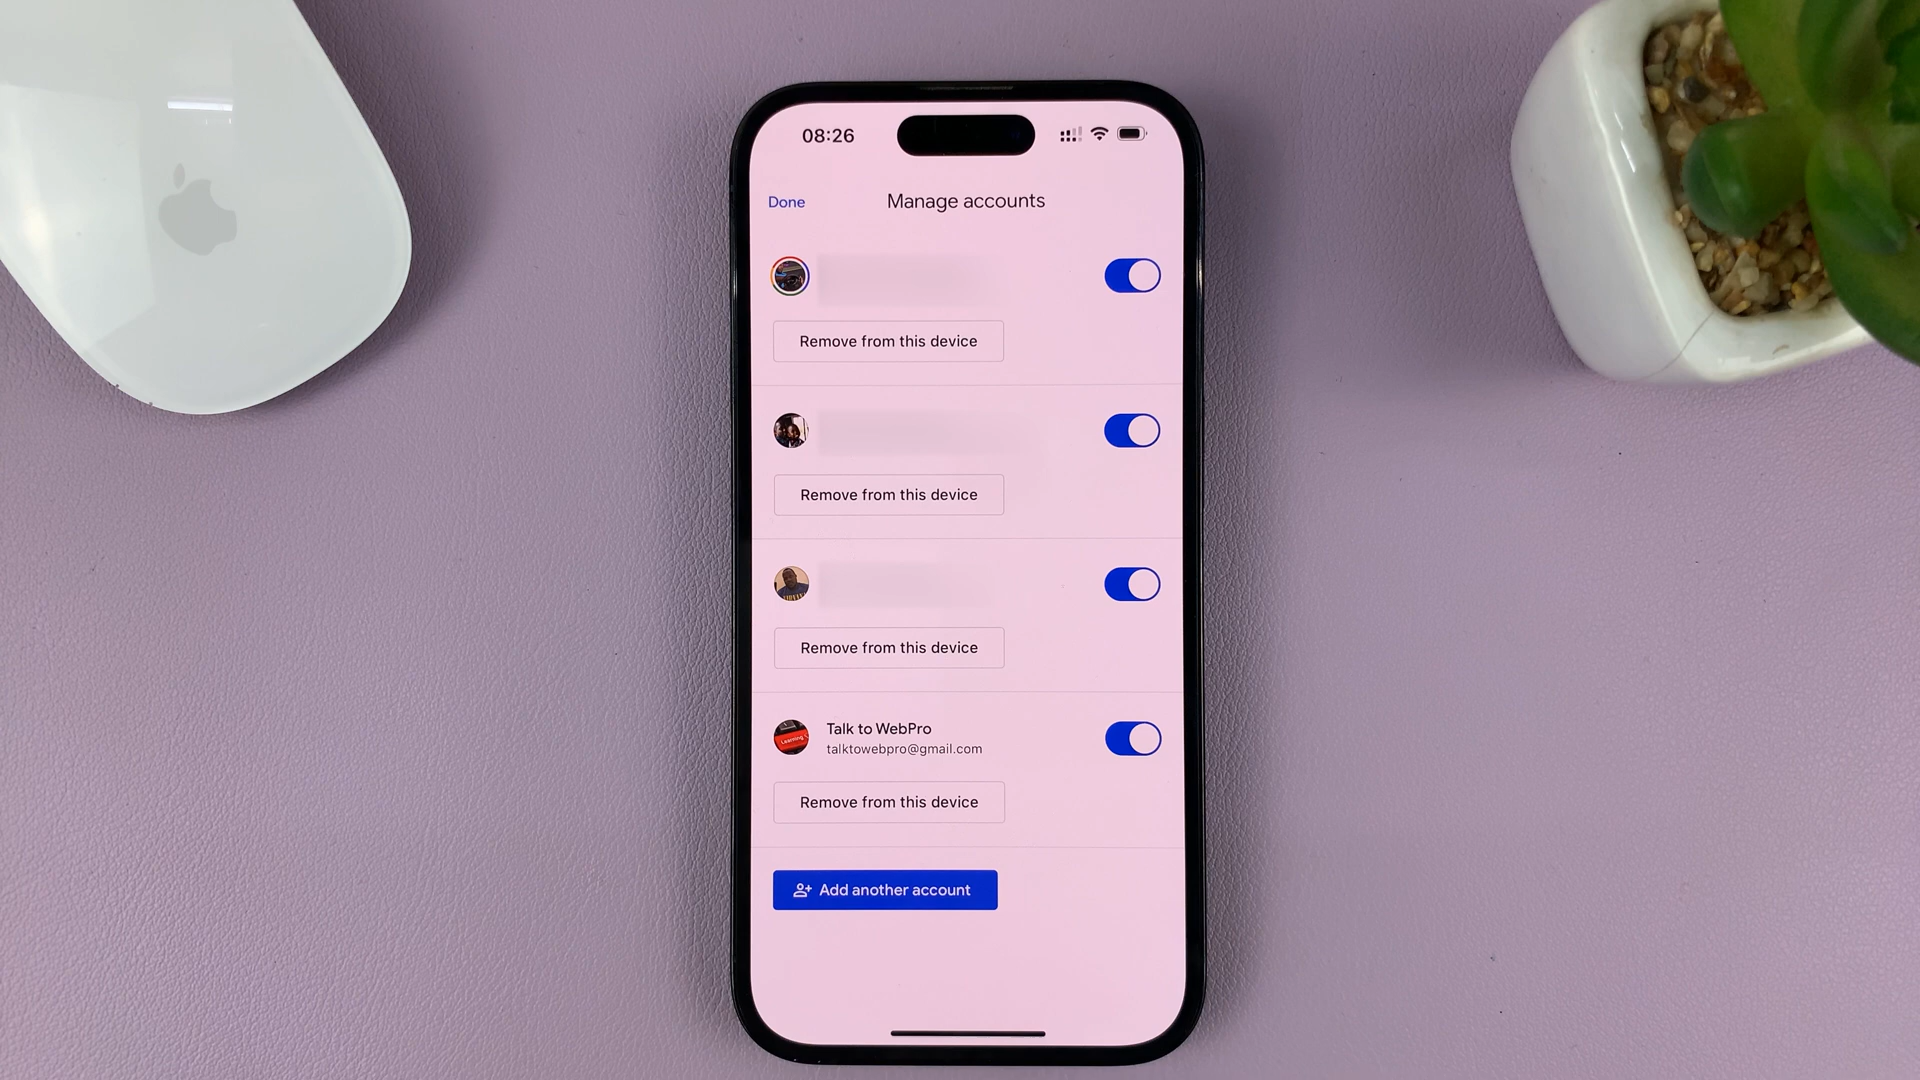 08:26
Done
Manage accounts
Remove from this device
Remove from this device
Remove from this device
Talk to WebPro
talktowebpro@gmail.com
Remove from this device
Add another account